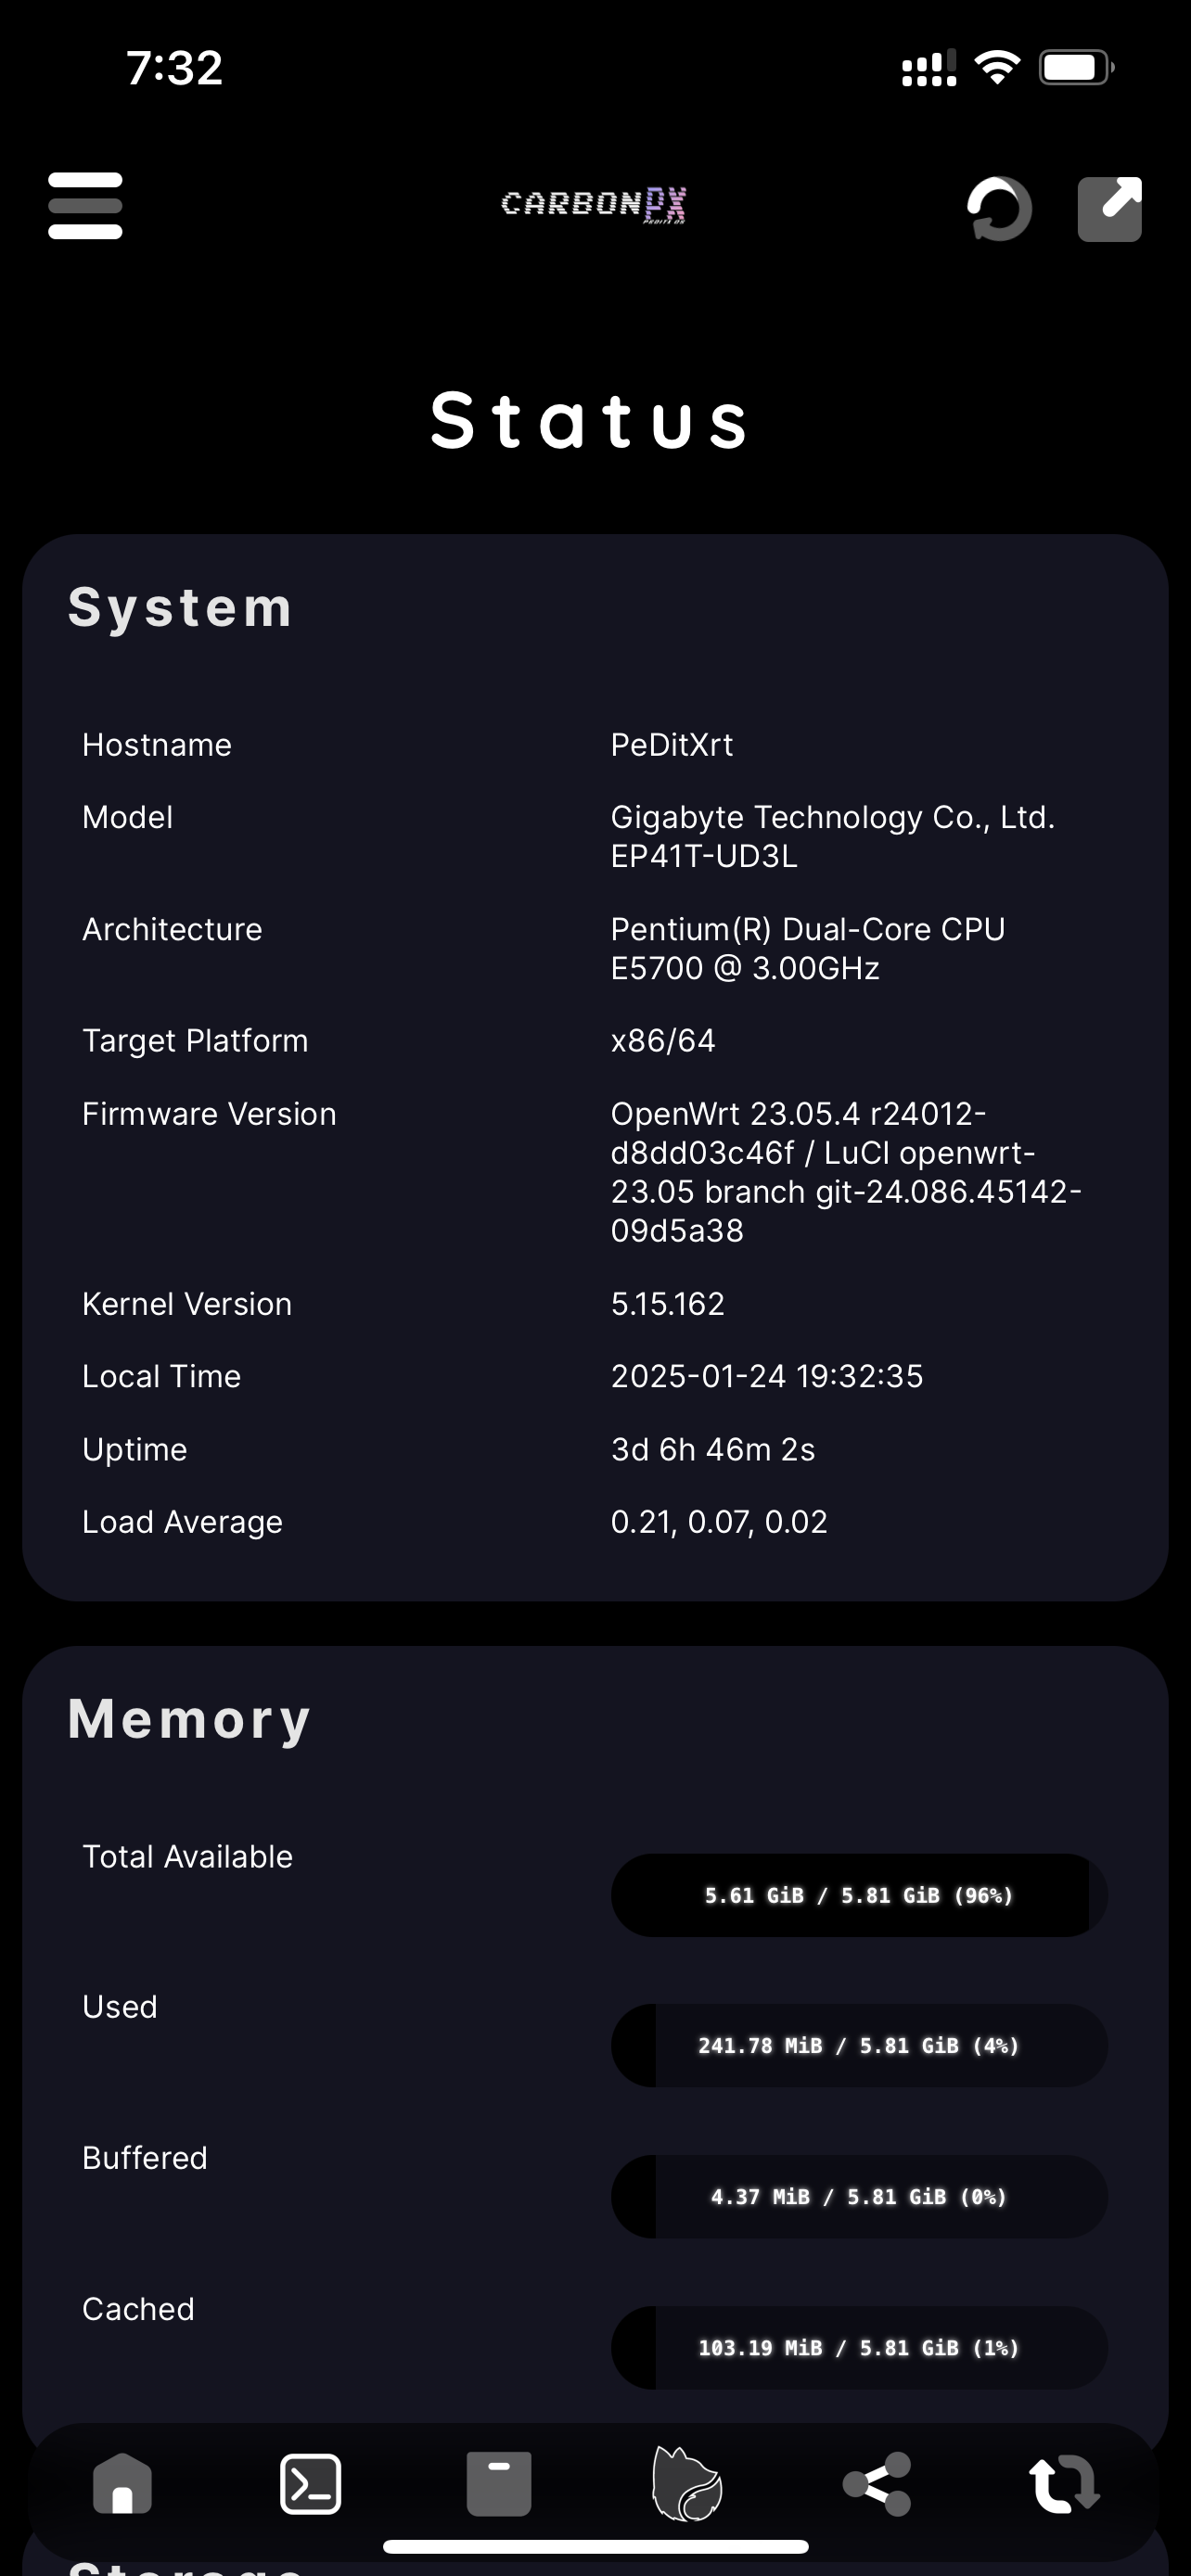 7:32
CARBONPX
Status
System
Hostname PeDitXrt
Model Gigabyte Technology Co., Ltd.
EP41T-UD3L
Architecture Pentium(R) Dual-Core CPU
E5700 @ 3.00GHz
Target Platform x86/64
Firmware Version OpenWrt 23.05.4 r24012-
d8dd03c46f / LuCI openwrt-
23.05 branch git-24.086.45142-
09d5a38
Kernel Version 5.15.162
Local Time 2025-01-24 19:32:35
Uptime 3d 6h 46m 2s
Load Average 0.21, 0.07, 0.02
Memory
Total Available 5.61 GiB / 5.81 GiB (96%)
Used 241.78 MiB / 5.81 GiB (4%)
Buffered 4.37 MiB / 5.81 GiB (0%)
Cached 103.19 MiB / 5.81 GiB (1%)
Storage